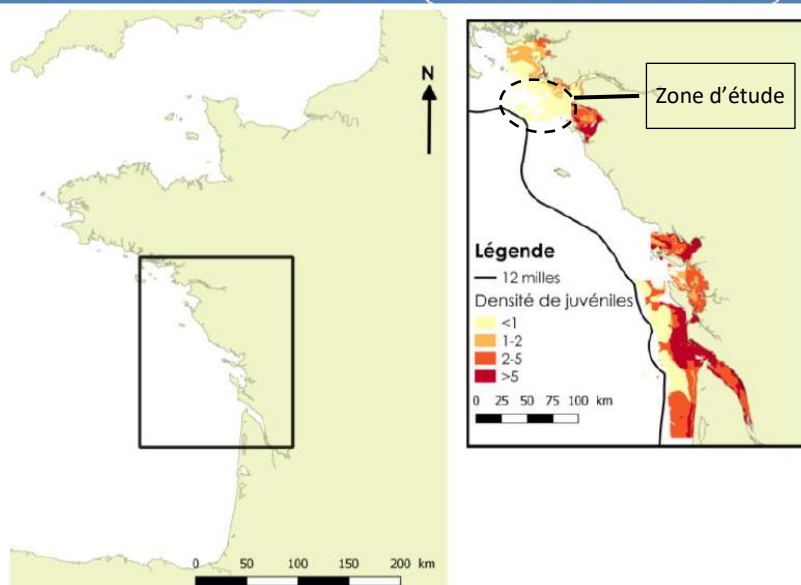 N
0 50 100 150 200 km
Zone d'étude
Légende
12 milles
Densité de juvéniles
<1
1-2
2-5
>5
0 25 50 75 100 km